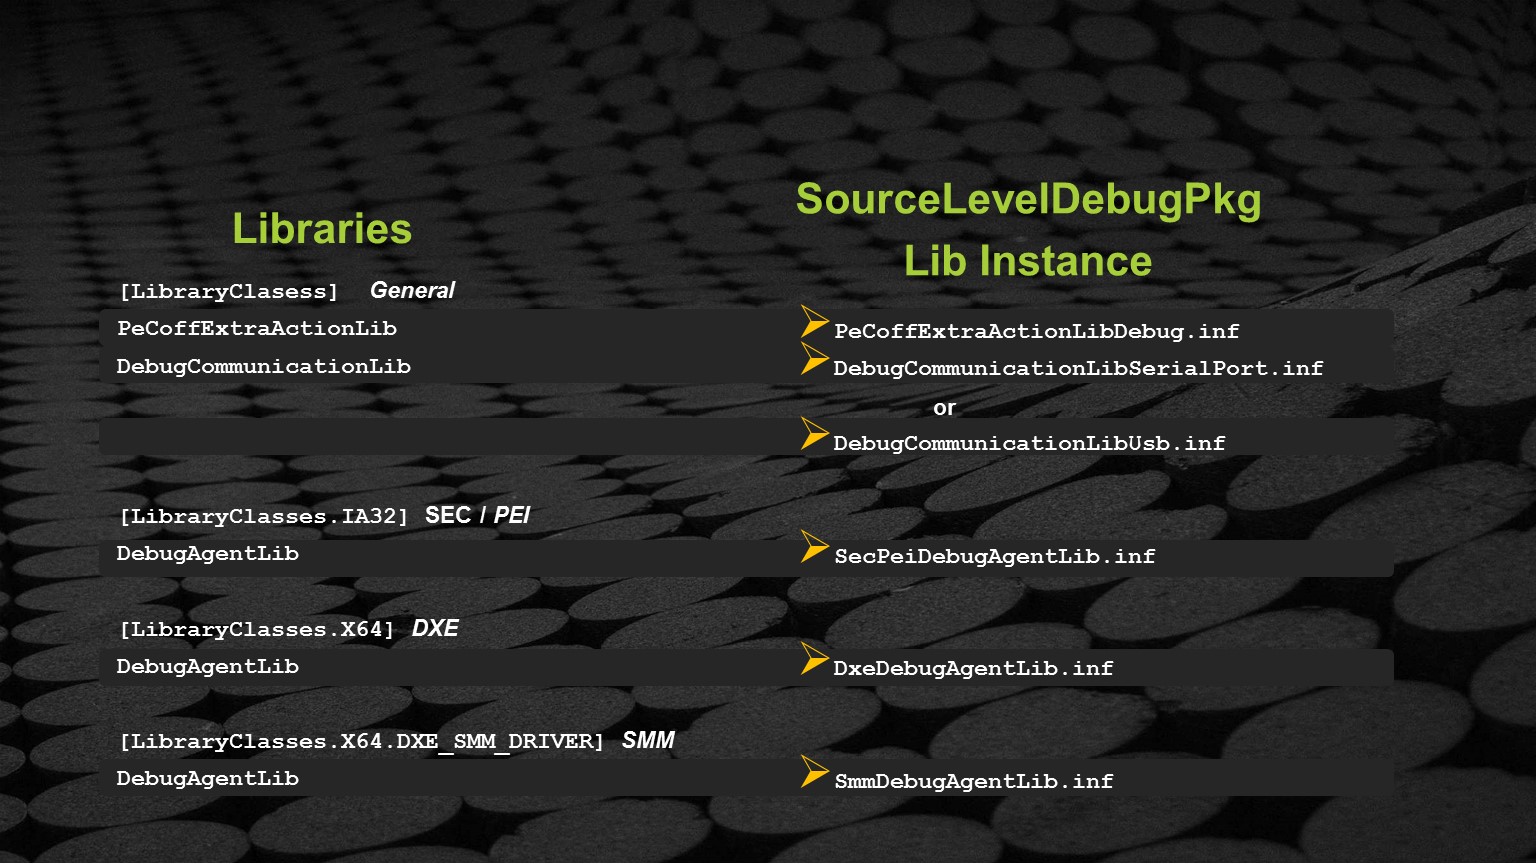 Libraries
SourceLevelDebugPkg
Lib Instance
[LibraryClasess] General
PeCoffExtraActionLib
PeCoffExtraActionLibDebug.inf
DebugCommunicationLib
DebugCommunicationLibSerialPort.inf
or
DebugCommunicationLibUsb.inf
[LibraryClasses.IA32] SEC / PEI
DebugAgentLib
SecPeiDebugAgentLib.inf
[LibraryClasses.X64] DXE
DebugAgentLib
DxeDebugAgentLib.inf
[LibraryClasses.X64.DXE_SMM_DRIVER] SMM
DebugAgentLib
SmmDebugAgentLib.inf